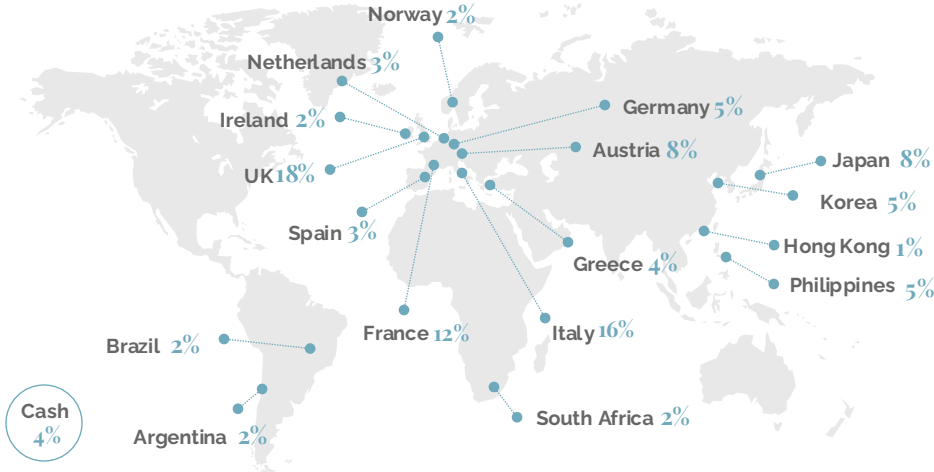 Norway 2%
Netherlands 3%
Germany 5%
Ireland 2%
Austria 8%
Japan 8%
UK 18%
Korea 5%
Spain 3%
Hong Kong 1%
Greece 4%
Philippines 5%
France 12%
Italy 16%
Brazil 2%
Cash
4%
South Africa 2%
Argentina 2%